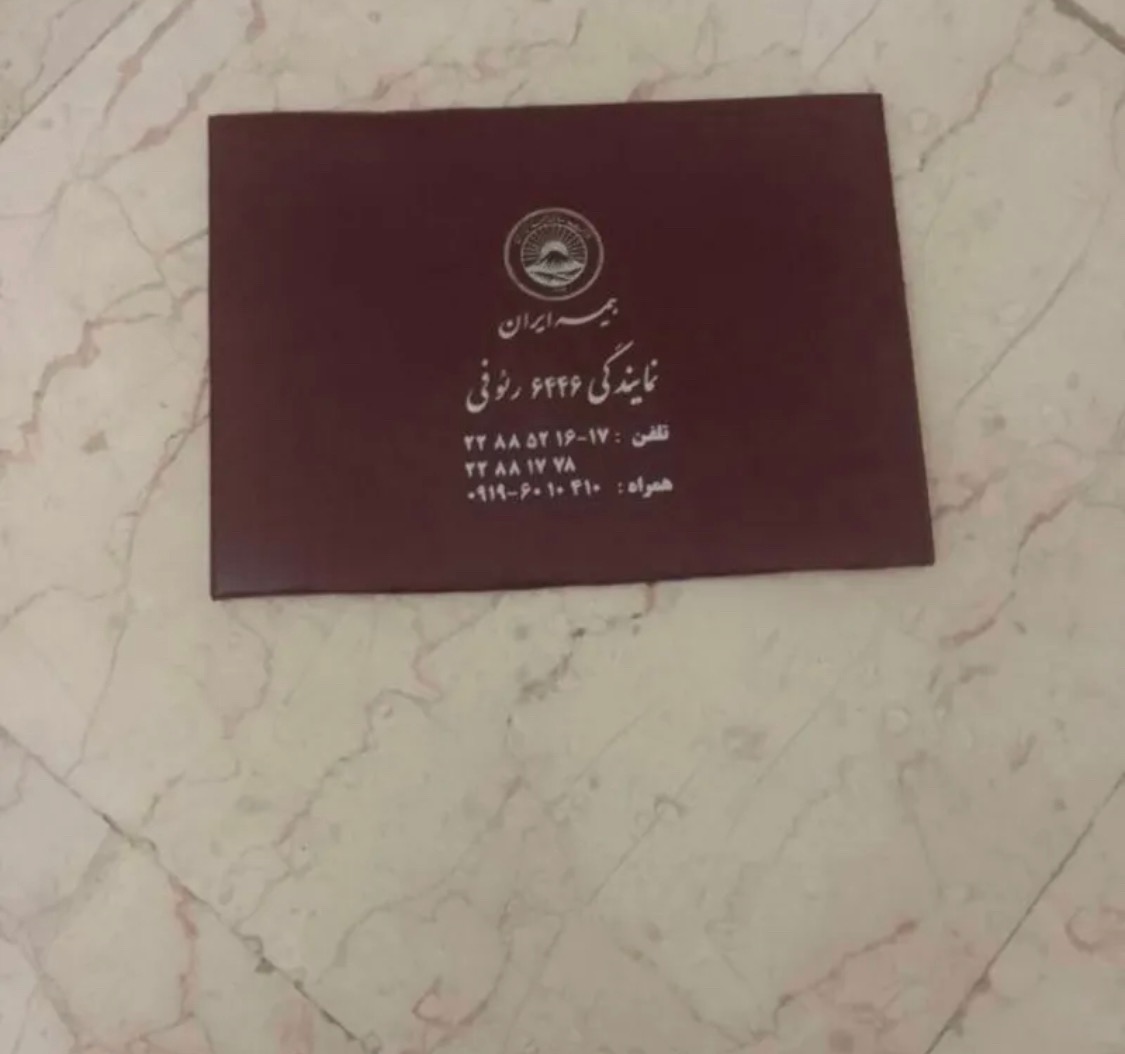 بیمه ایران
نمایندگی ۶۴۴۶ رئوفی
تلفن : ۱۷-۱۶ ۵۲ ۸۸ ۲۲
۲۲ ۸۸ ۱۷ ۷۸
همراه : ۰۹۱۹-۶۰ ۱۰ ۴۱۰